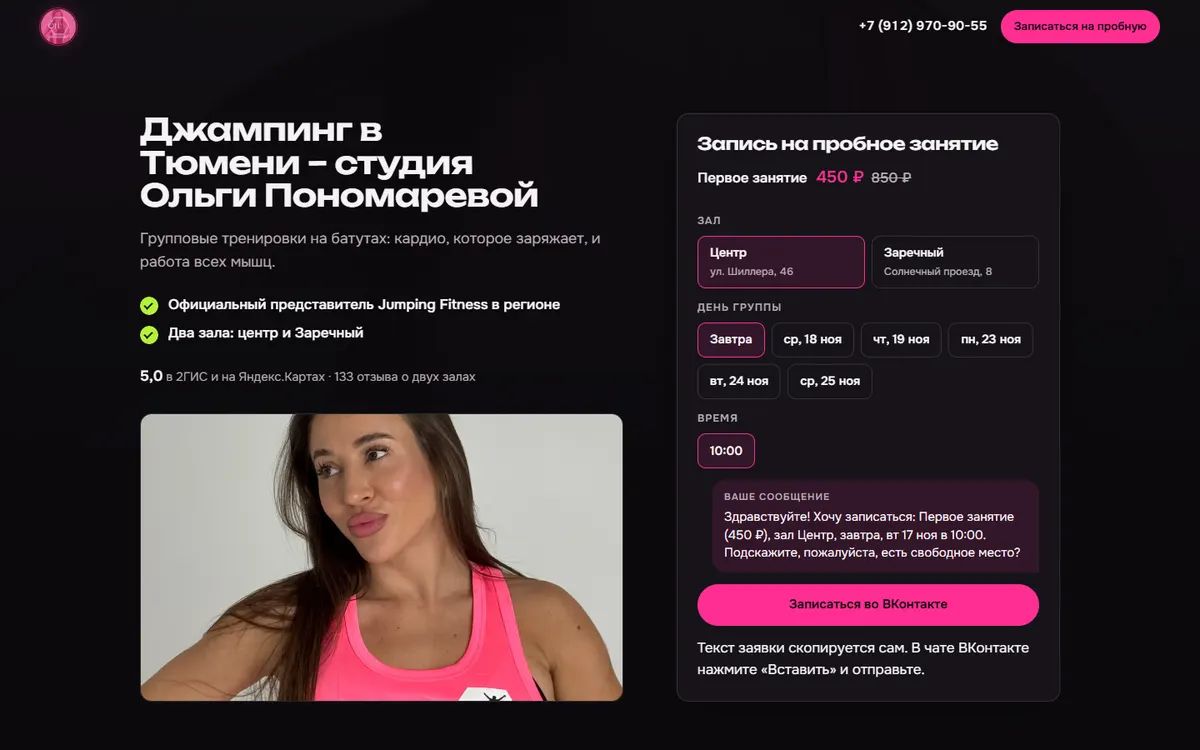 +7 (912) 970-90-55
Записаться на пробную
Джампинг в
Тюмени – студия
Ольги Пономаревой
Групповые тренировки на батутах: кардио, которое заряжает, и
работа всех мышц.
Официальный представитель Jumping Fitness в регионе
Два зала: центр и Заречный
5,0 в 2ГИС и на Яндекс.Картах · 133 отзыва о двух залах
Запись на пробное занятие
Первое занятие 450 ₽ 850 ₽
ЗАЛ
Центр
ул. Шиллера, 46
Заречный
Солнечный проезд, 8
ДЕНЬ ГРУППЫ
Завтра
ср, 18 ноя
чт, 19 ноя
пн, 23 ноя
вт, 24 ноя
ср, 25 ноя
ВРЕМЯ
10:00
ВАШЕ СООБЩЕНИЕ
Здравствуйте! Хочу записаться: Первое занятие
(450 ₽), зал Центр, завтра, вт 17 ноя в 10:00.
Подскажите, пожалуйста, есть свободное место?
Записаться во ВКонтакте
Текст заявки скопируется сам. В чате ВКонтакте
нажмите «Вставить» и отправьте.